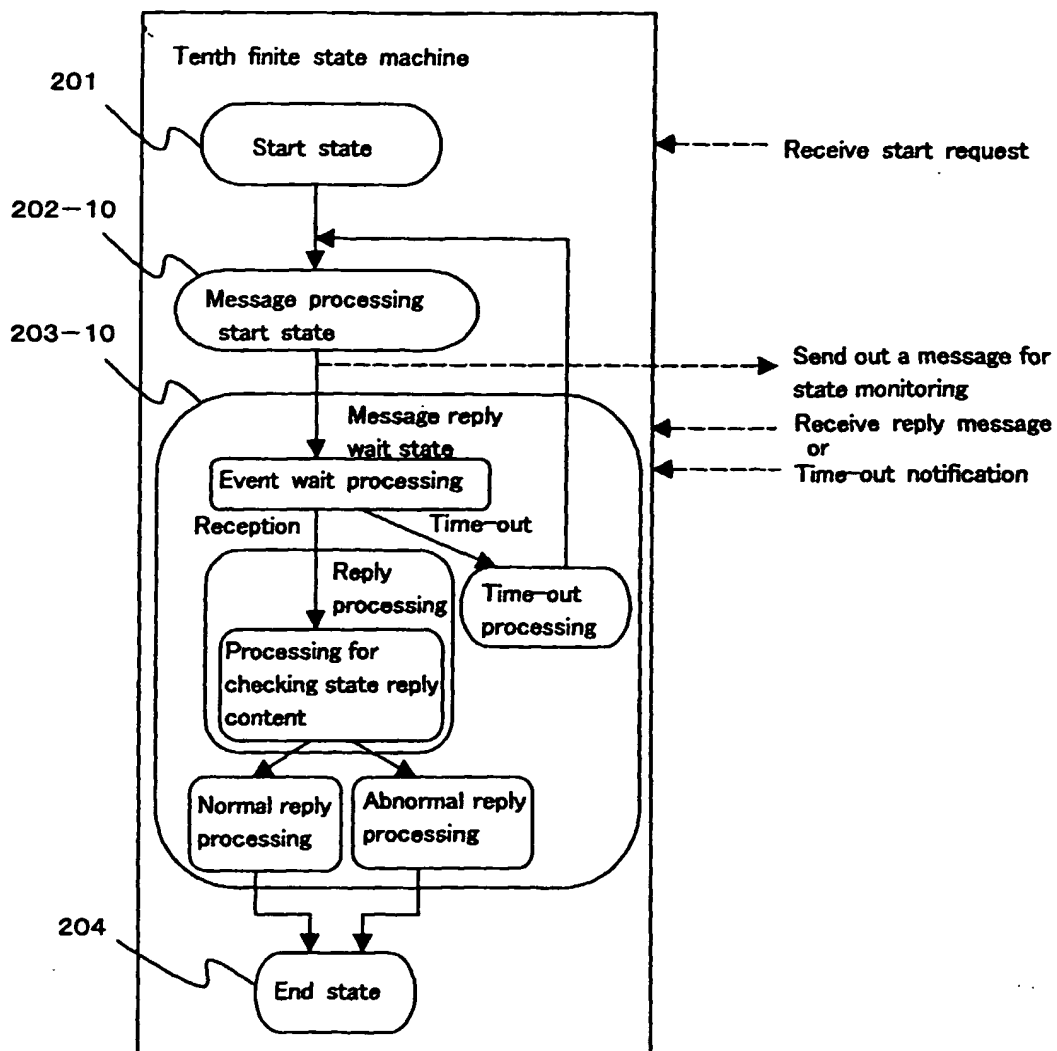 Tenth finite state machine
201
Start state
Receive start request
202-10
Message processing
start state
203-10
Send out a message for
state monitoring
Message reply
wait state
Receive reply message
or
Time-out notification
Event wait processing
Reception
Time-out
Reply
processing
Time-out
processing
Processing for
checking state reply
content
Normal reply
processing
Abnormal reply
processing
204
End state